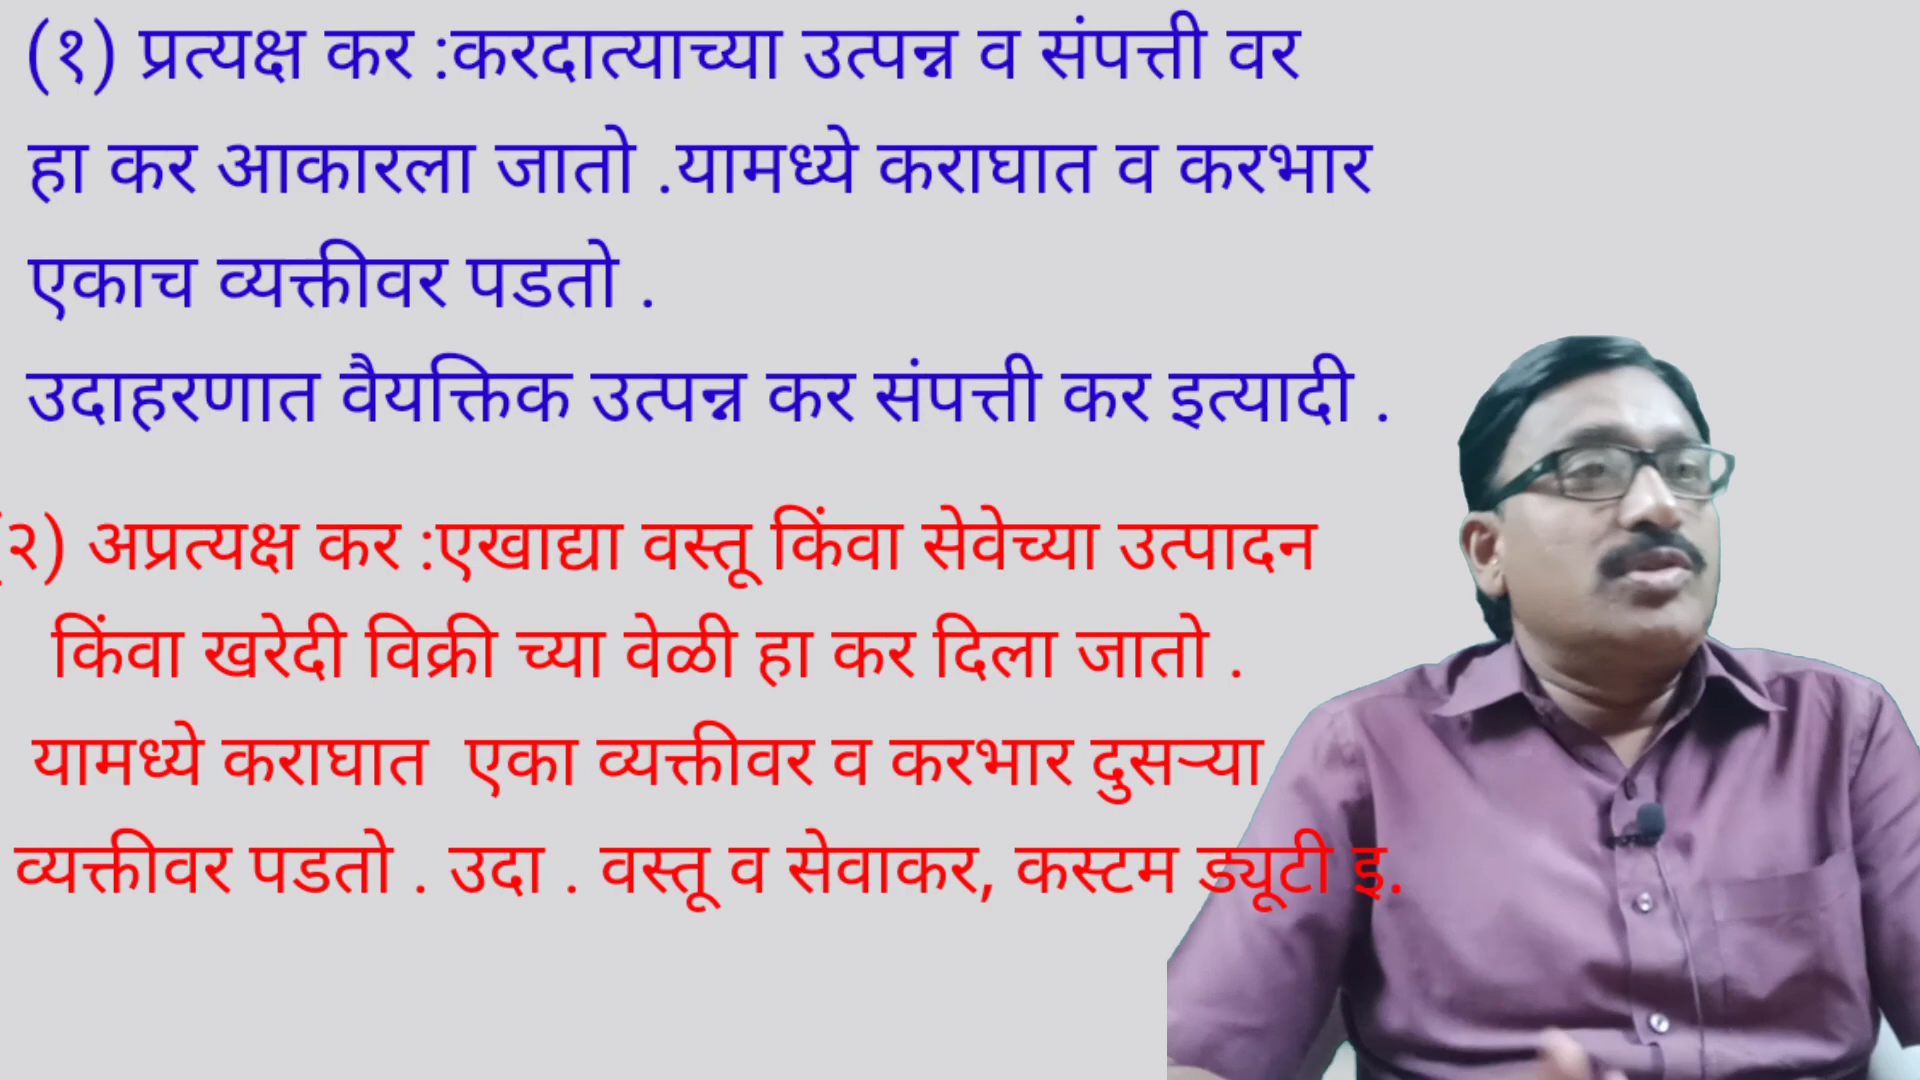 (१) प्रत्यक्ष कर :करदात्याच्या उत्पन्न व संपत्ती वर
हा कर आकारला जातो .यामध्ये कराघात व करभार
एकाच व्यक्तीवर पडतो .
उदाहरणात वैयक्तिक उत्पन्न कर संपत्ती कर इत्यादी .
(२) अप्रत्यक्ष कर :एखाद्या वस्तू किंवा सेवेच्या उत्पादन
किंवा खरेदी विक्री च्या वेळी हा कर दिला जातो .
यामध्ये कराघात एका व्यक्तीवर व करभार दुसऱ्या
व्यक्तीवर पडतो . उदा . वस्तू व सेवाकर, कस्टम ड्यूटी इ.